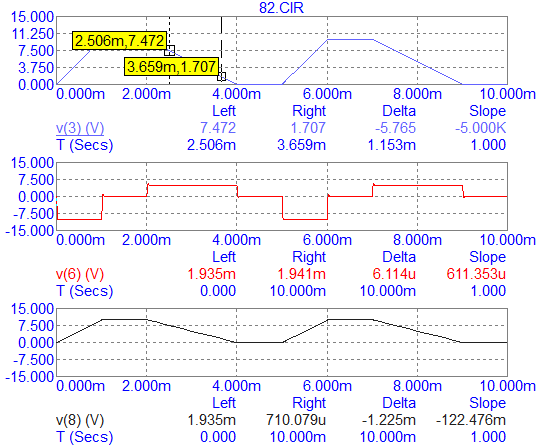 82.CIR
15.000
11.250
7.500
3.750
0.000
2.506m,7.472
3.659m,1.707
0.000m 2.000m 4.000m 6.000m 8.000m 10.000m
Left Right Delta Slope
v(3) (V) 7.472 1.707 -5.765 -5.000K
T (Secs) 2.506m 3.659m 1.153m 1.000
15.000
7.500
0.000
-7.500
-15.000
0.000m 2.000m 4.000m 6.000m 8.000m 10.000m
Left Right Delta Slope
v(6) (V) 1.935m 1.941m 6.114u 611.353u
T (Secs) 0.000 10.000m 10.000m 1.000
15.000
7.500
0.000
-7.500
-15.000
0.000m 2.000m 4.000m 6.000m 8.000m 10.000m
Left Right Delta Slope
v(8) (V) 1.935m 710.079u -1.225m -122.476m
T (Secs) 0.000 10.000m 10.000m 1.000